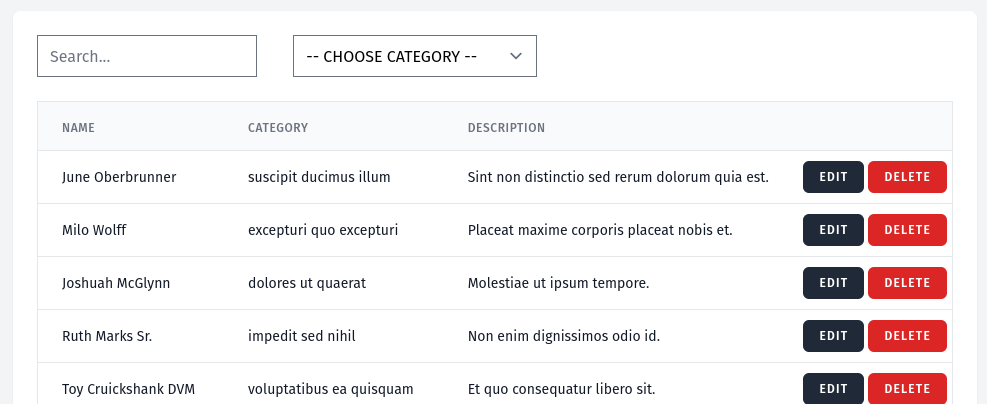 Search... -- CHOOSE CATEGORY --
NAME CATEGORY DESCRIPTION
June Oberbrunner suscipit ducimus illum Sint non distinctio sed rerum dolorum quia est. EDIT DELETE
Milo Wolff excepturi quo excepturi Placeat maxime corporis placeat nobis et. EDIT DELETE
Joshuah McGlynn dolores ut quaerat Molestiae ut ipsum tempore. EDIT DELETE
Ruth Marks Sr. impedit sed nihil Non enim dignissimos odio id. EDIT DELETE
Toy Cruickshank DVM voluptatibus ea quisquam Et quo consequatur libero sit. EDIT DELETE